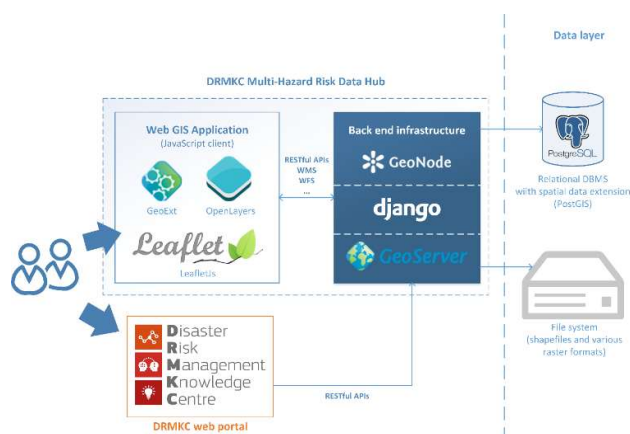 Data layer
DRMKC Multi-Hazard Risk Data Hub
Web GIS Application
(JavaScript client)
GeoExt
OpenLayers
Leaflet
LeafletJs
RESTful APIs
WMS
WFS
...
Back end infrastructure
GeoNode
django
GeoServer
PostgreSQL
Relational DBMS
with spatial data extension
(PostGIS)
File system
(shapefiles and various
raster formats)
Disaster
Risk
Management
Knowledge
Centre
DRMKC web portal
RESTful APIs